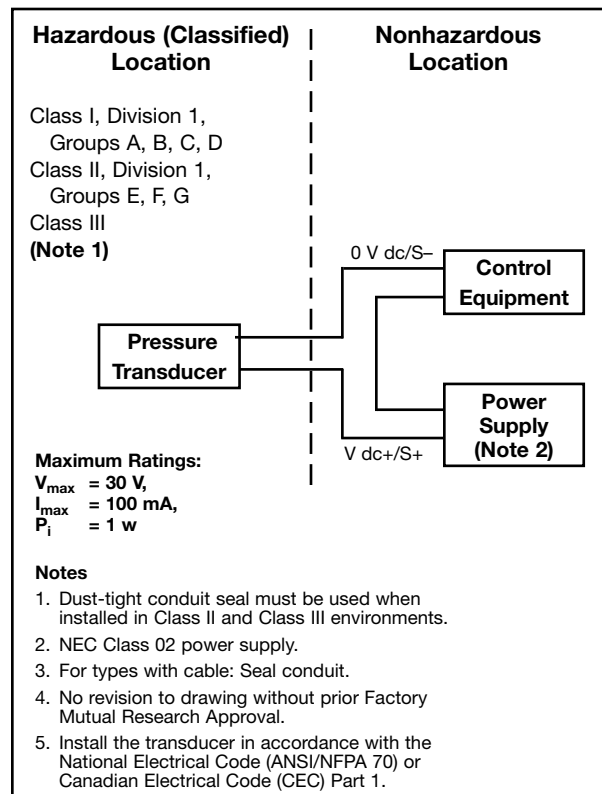 Hazardous (Classified)
Location
Nonhazardous
Location
Class I, Division 1,
Groups A, B, C, D
Class II, Division 1,
Groups E, F, G
Class III
(Note 1)
0 V dc/S–
Control
Equipment
Pressure
Transducer
Power
Supply
(Note 2)
V dc+/S+
Maximum Ratings:
Vmax = 30 V,
Imax = 100 mA,
Pi = 1 w
Notes
1. Dust-tight conduit seal must be used when
installed in Class II and Class III environments.
2. NEC Class 02 power supply.
3. For types with cable: Seal conduit.
4. No revision to drawing without prior Factory
Mutual Research Approval.
5. Install the transducer in accordance with the
National Electrical Code (ANSI/NFPA 70) or
Canadian Electrical Code (CEC) Part 1.